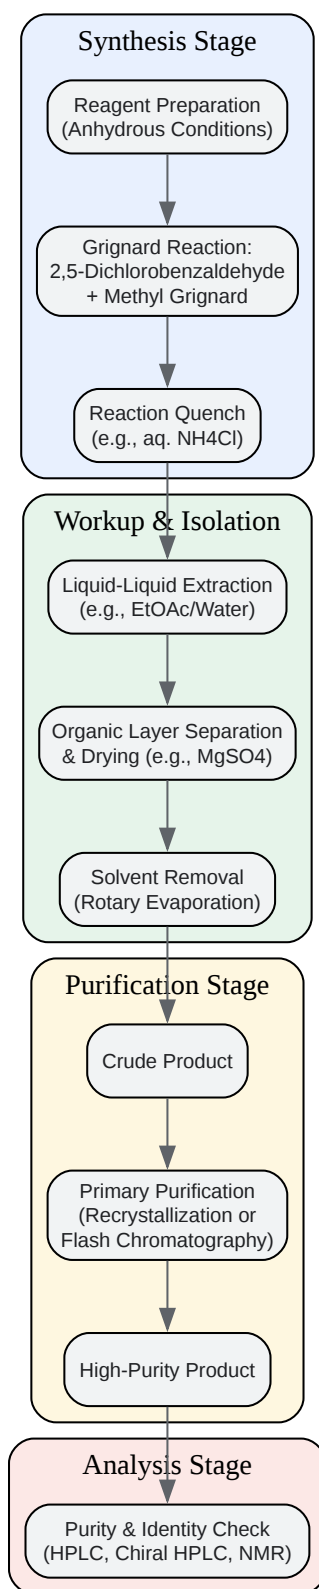 Synthesis Stage
Reagent Preparation
(Anhydrous Conditions)
Grignard Reaction:
2,5-Dichlorobenzaldehyde
+ Methyl Grignard
Reaction Quench
(e.g., aq. NH4Cl)
Workup & Isolation
Liquid-Liquid Extraction
(e.g., EtOAc/Water)
Organic Layer Separation
& Drying (e.g., MgSO4)
Solvent Removal
(Rotary Evaporation)
Purification Stage
Crude Product
Primary Purification
(Recrystallization or
Flash Chromatography)
High-Purity Product
Analysis Stage
Purity & Identity Check
(HPLC, Chiral HPLC, NMR)